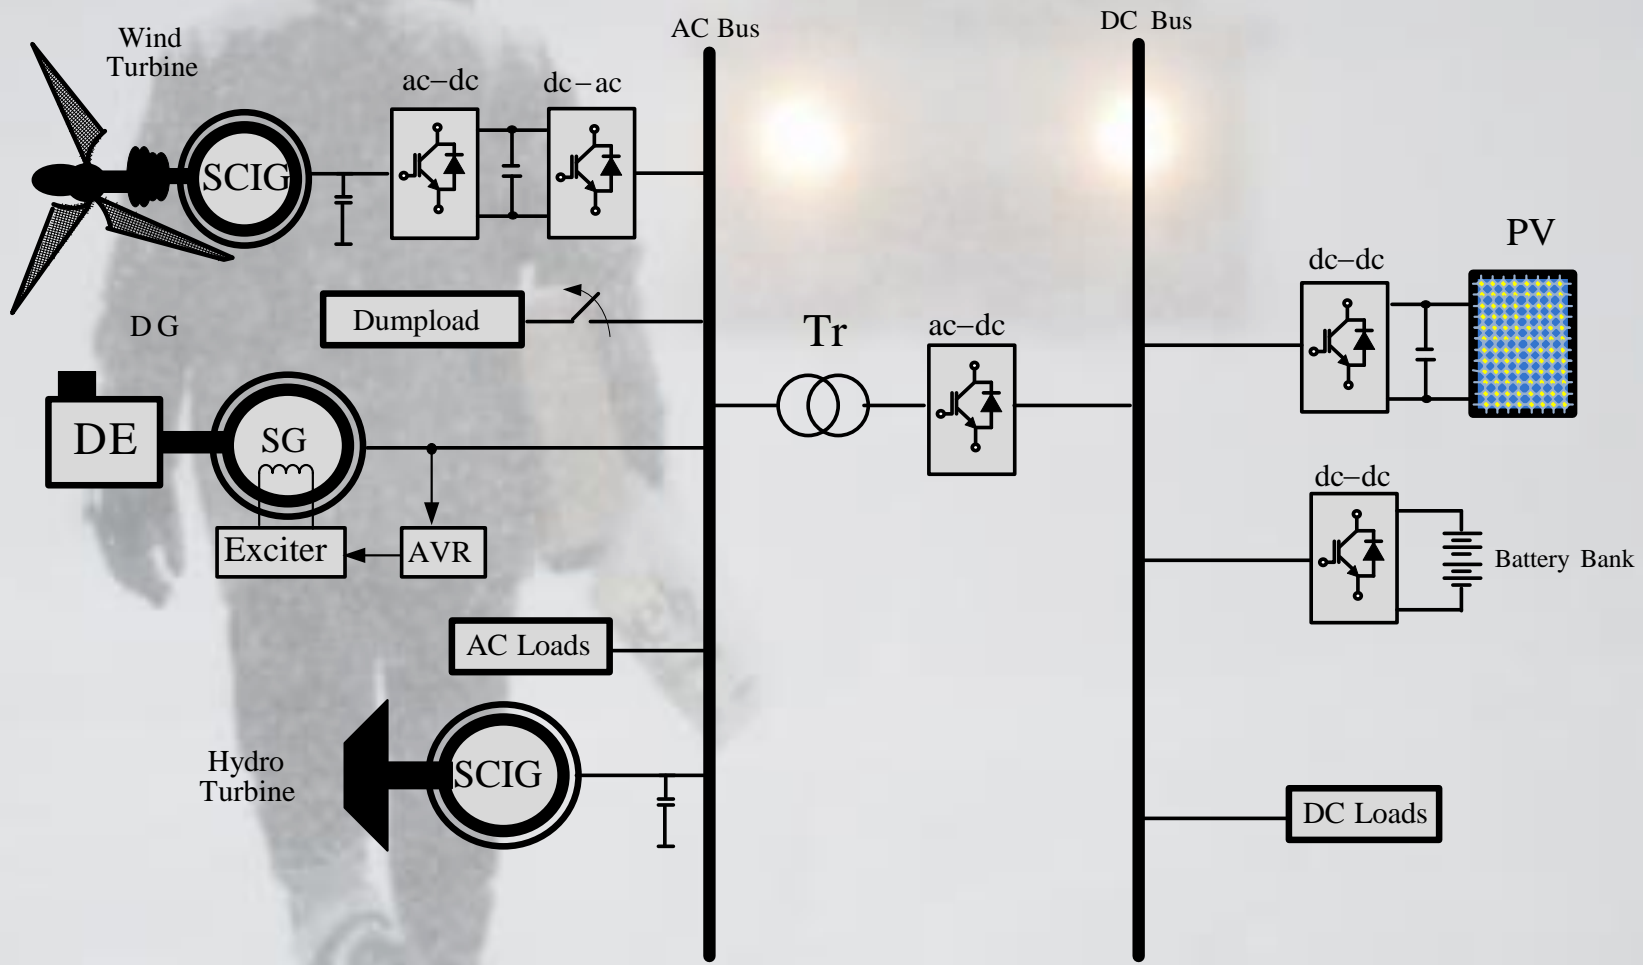 AC Bus
DC Bus
Wind
Turbine
ac–dc
dc–ac
SCIG
PV
dc–dc
Dumpload
DG
Tr
ac–dc
DE
SG
dc–dc
Exciter
AVR
Battery Bank
AC Loads
Hydro
Turbine
SCIG
DC Loads